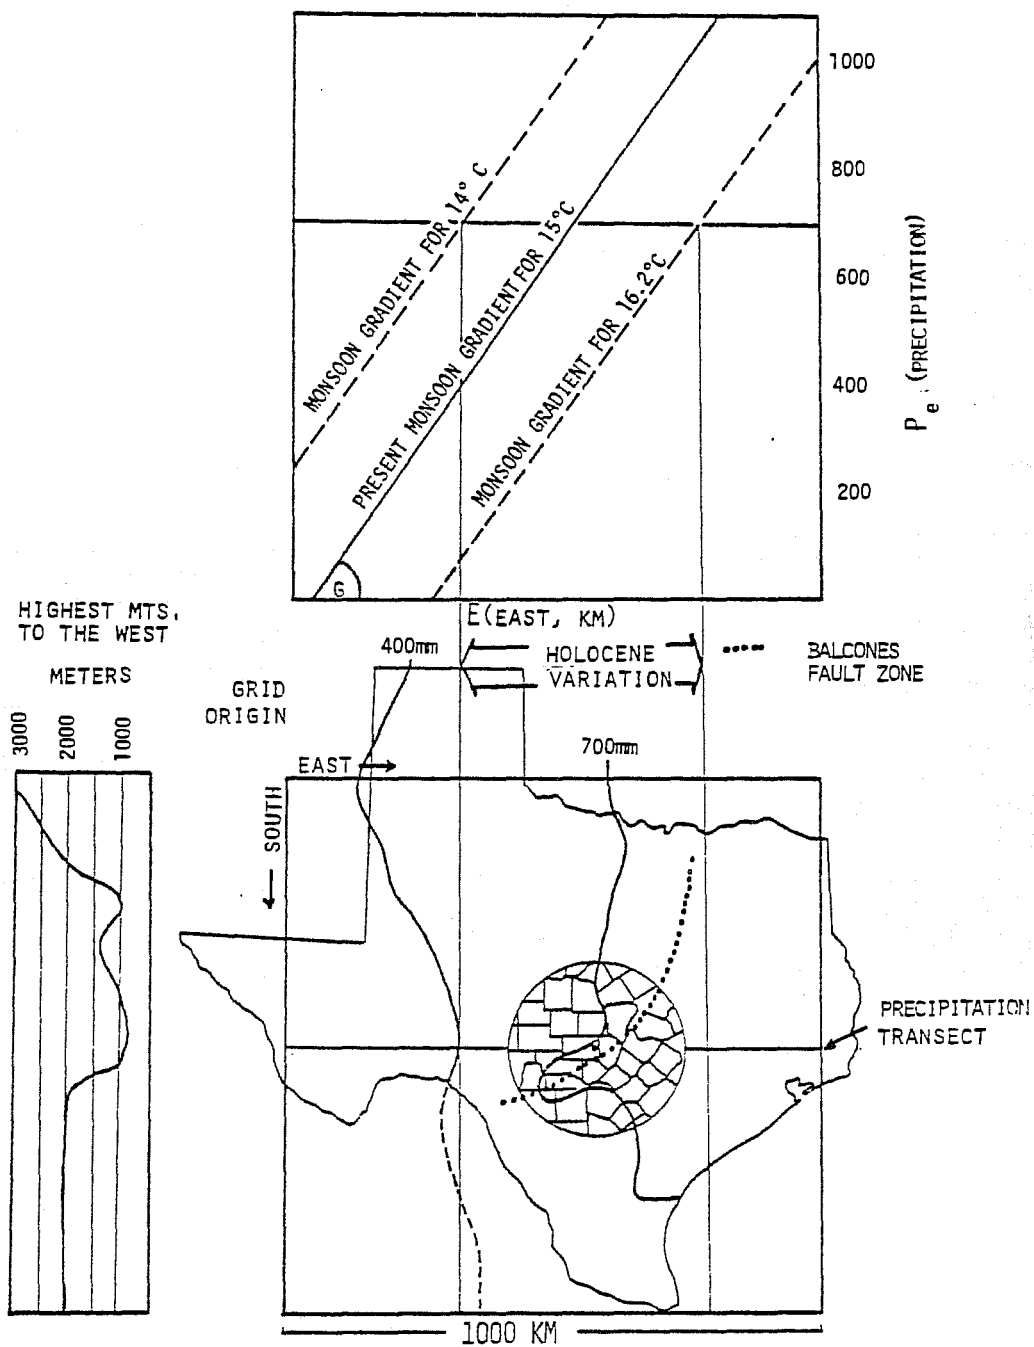 1000
800
600
400
200
P e (PRECIPITATION)
MONSOON GRADIENT FOR 14° C
PRESENT MONSOON GRADIENT FOR 15°C
MONSOON GRADIENT FOR 16.2°C
G
E(EAST, KM)
HIGHEST MTS.
TO THE WEST
METERS
3000
2000
1000
GRID
ORIGIN
400mm
HOLOCENE
VARIATION
BALCONES
FAULT ZONE
700mm
EAST
SOUTH
PRECIPITATION
TRANSECT
1000 KM